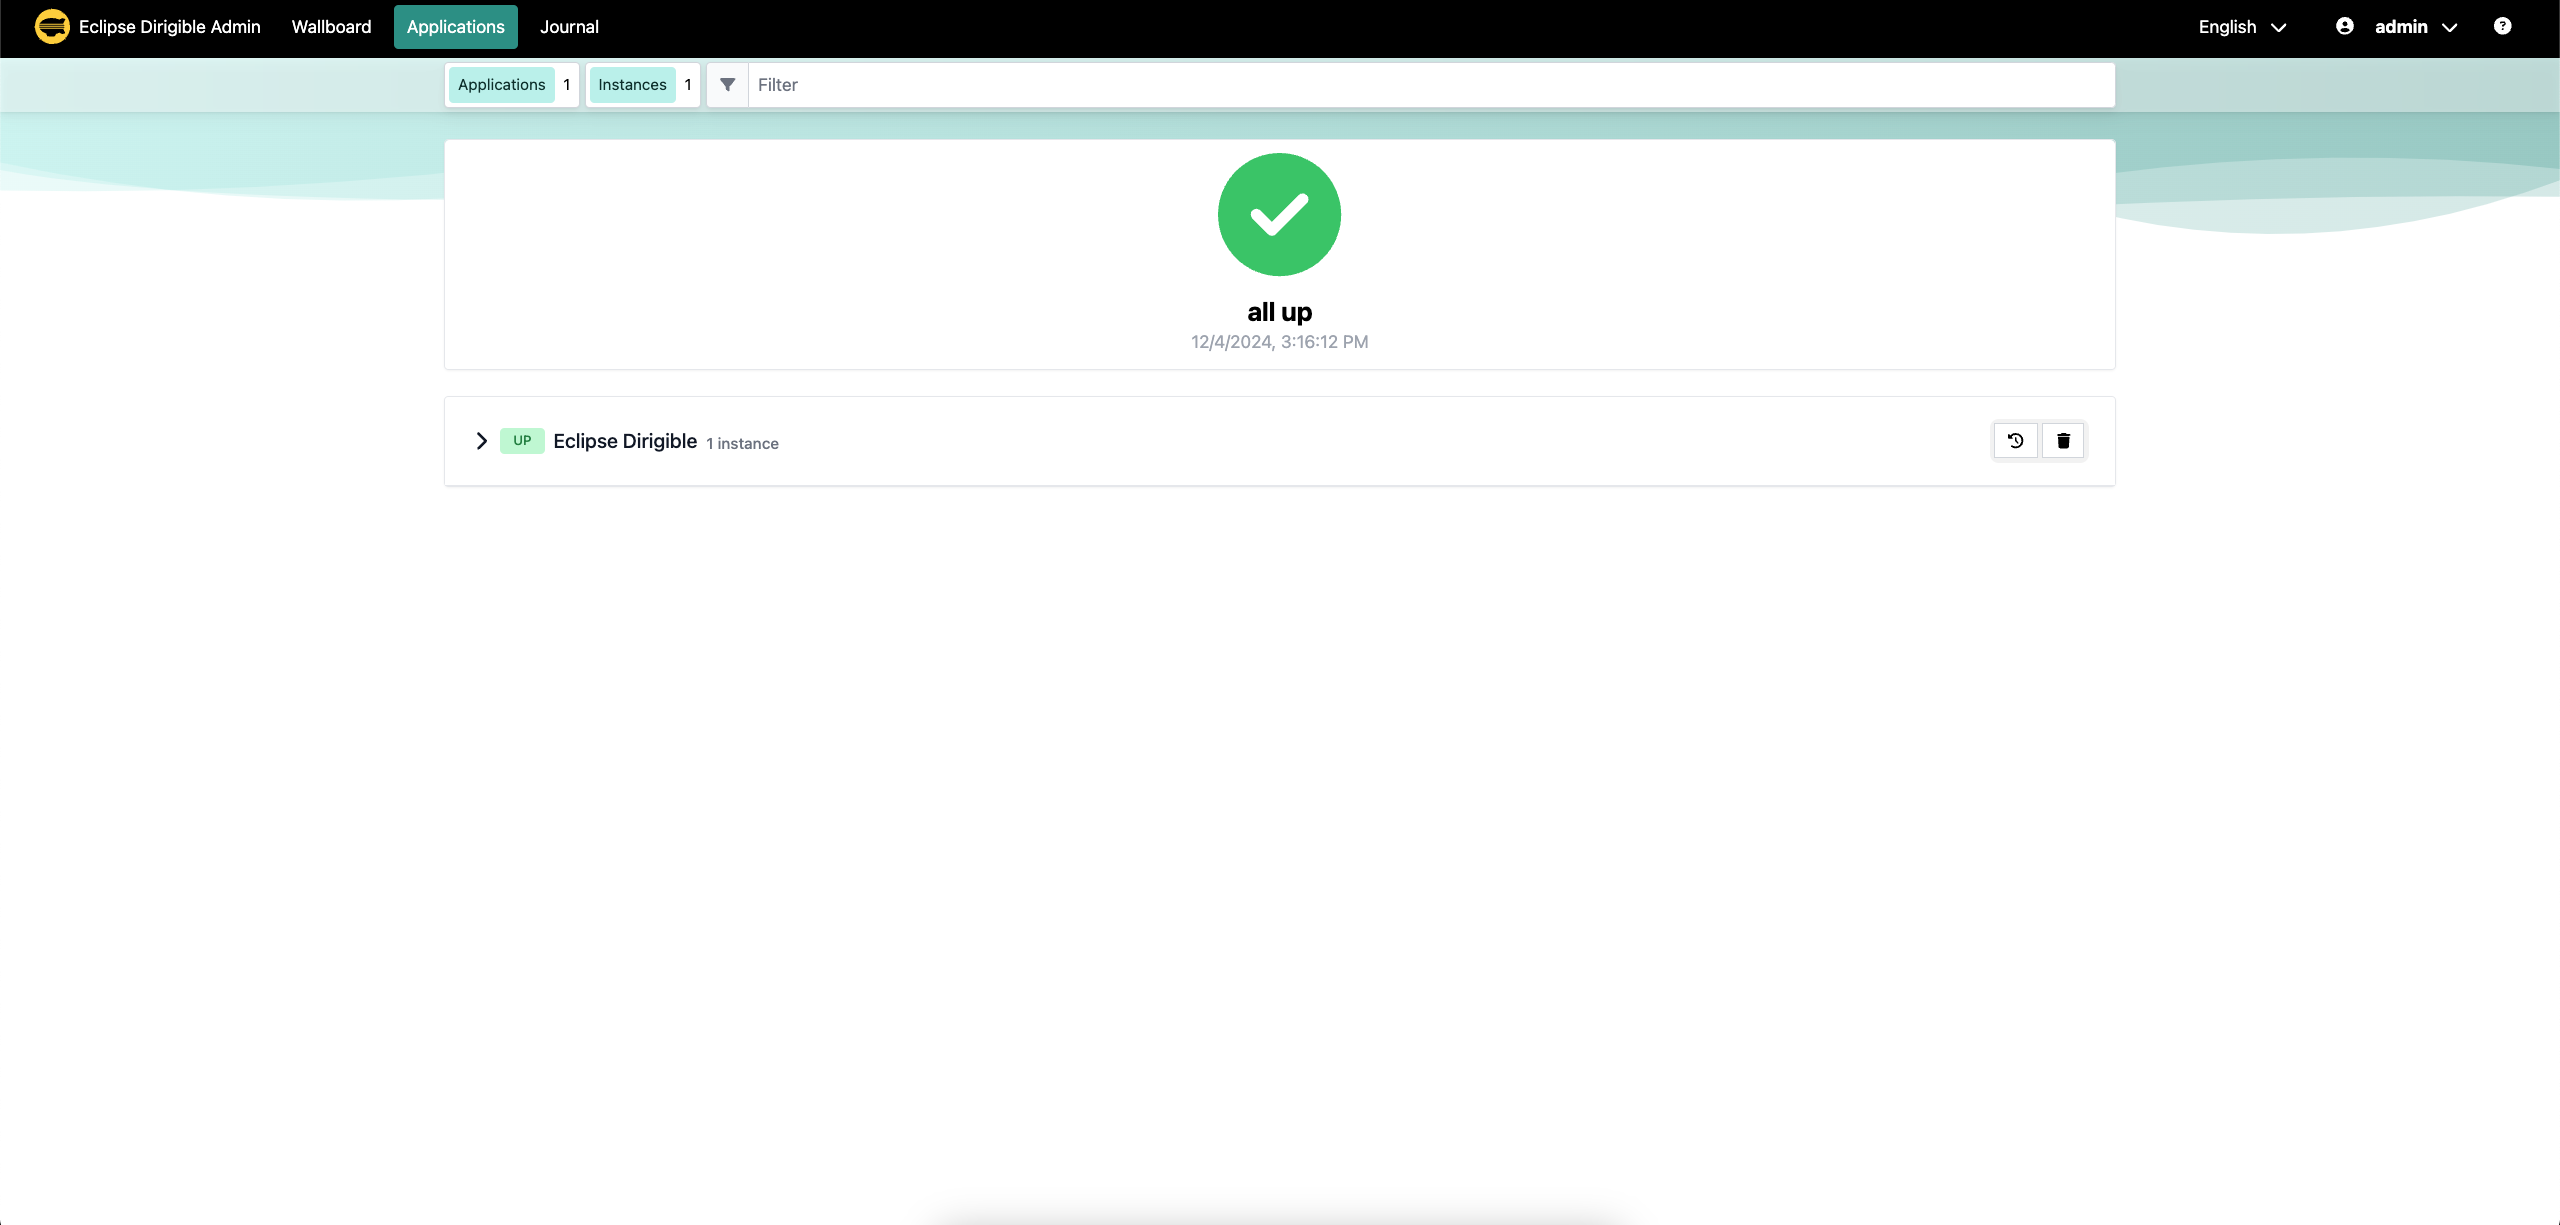 Eclipse Dirigible Admin Wallboard Applications Journal English admin
Applications 1 Instances 1 Filter
all up
12/4/2024, 3:16:12 PM
UP Eclipse Dirigible 1 instance